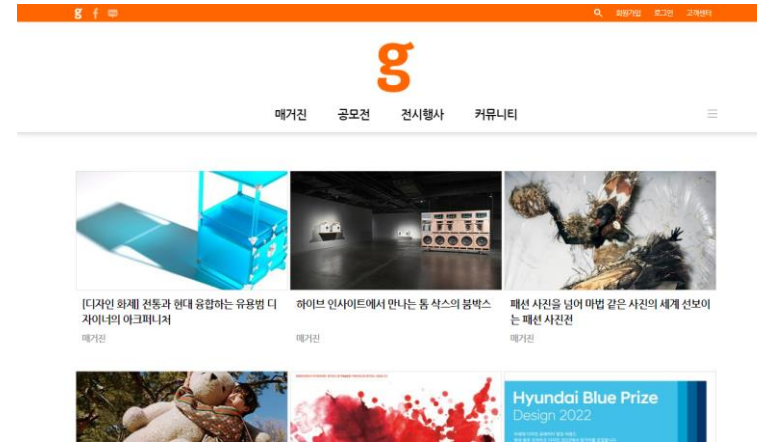 g f
회원가입 로그인 고객센터
g
매거진 공모전 전시행사 커뮤니티
[디자인 화제] 전통과 현대 융합하는 유용범 디
자이너의 아크퍼니처
매거진
하이브 인사이트에서 만나는 톰 삭스의 붐박스
매거진
패션 사진을 넘어 마법 같은 사진의 세계 선보이
는 패션 사진전
매거진
Hyundai Blue Prize
Design 2022